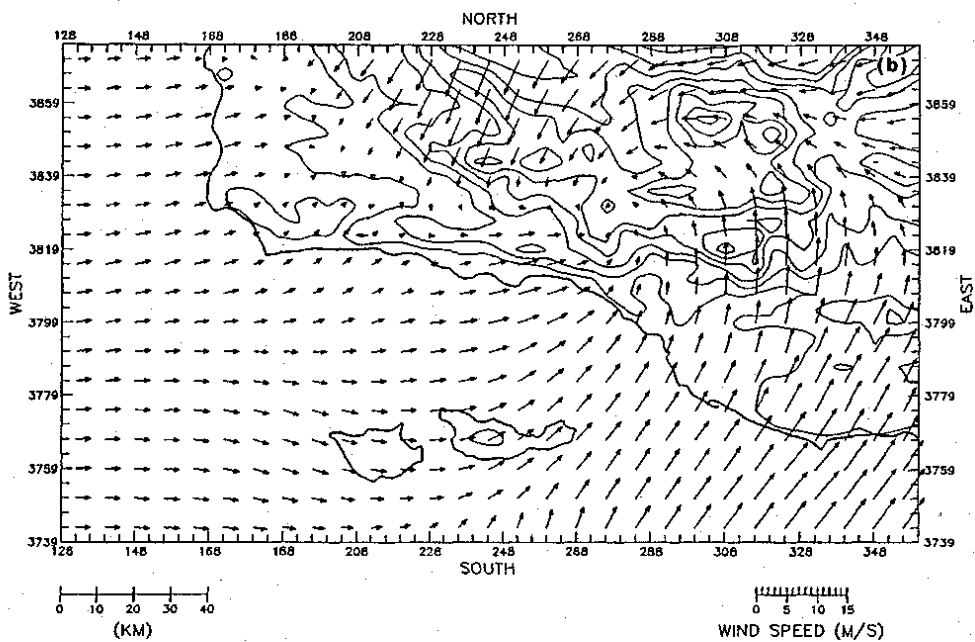 NORTH
128 148 168 188 208 228 248 268 288 308 328 348
(b)
3859 3859
3839 3839
3819 3819
WEST EAST
3799 3799
3779 3779
3759 3759
3739 3739
128 148 168 188 208 228 248 268 288 308 328 348
SOUTH
0 10 20 30 40
(KM)
0 5 10 15
WIND SPEED (M/S)